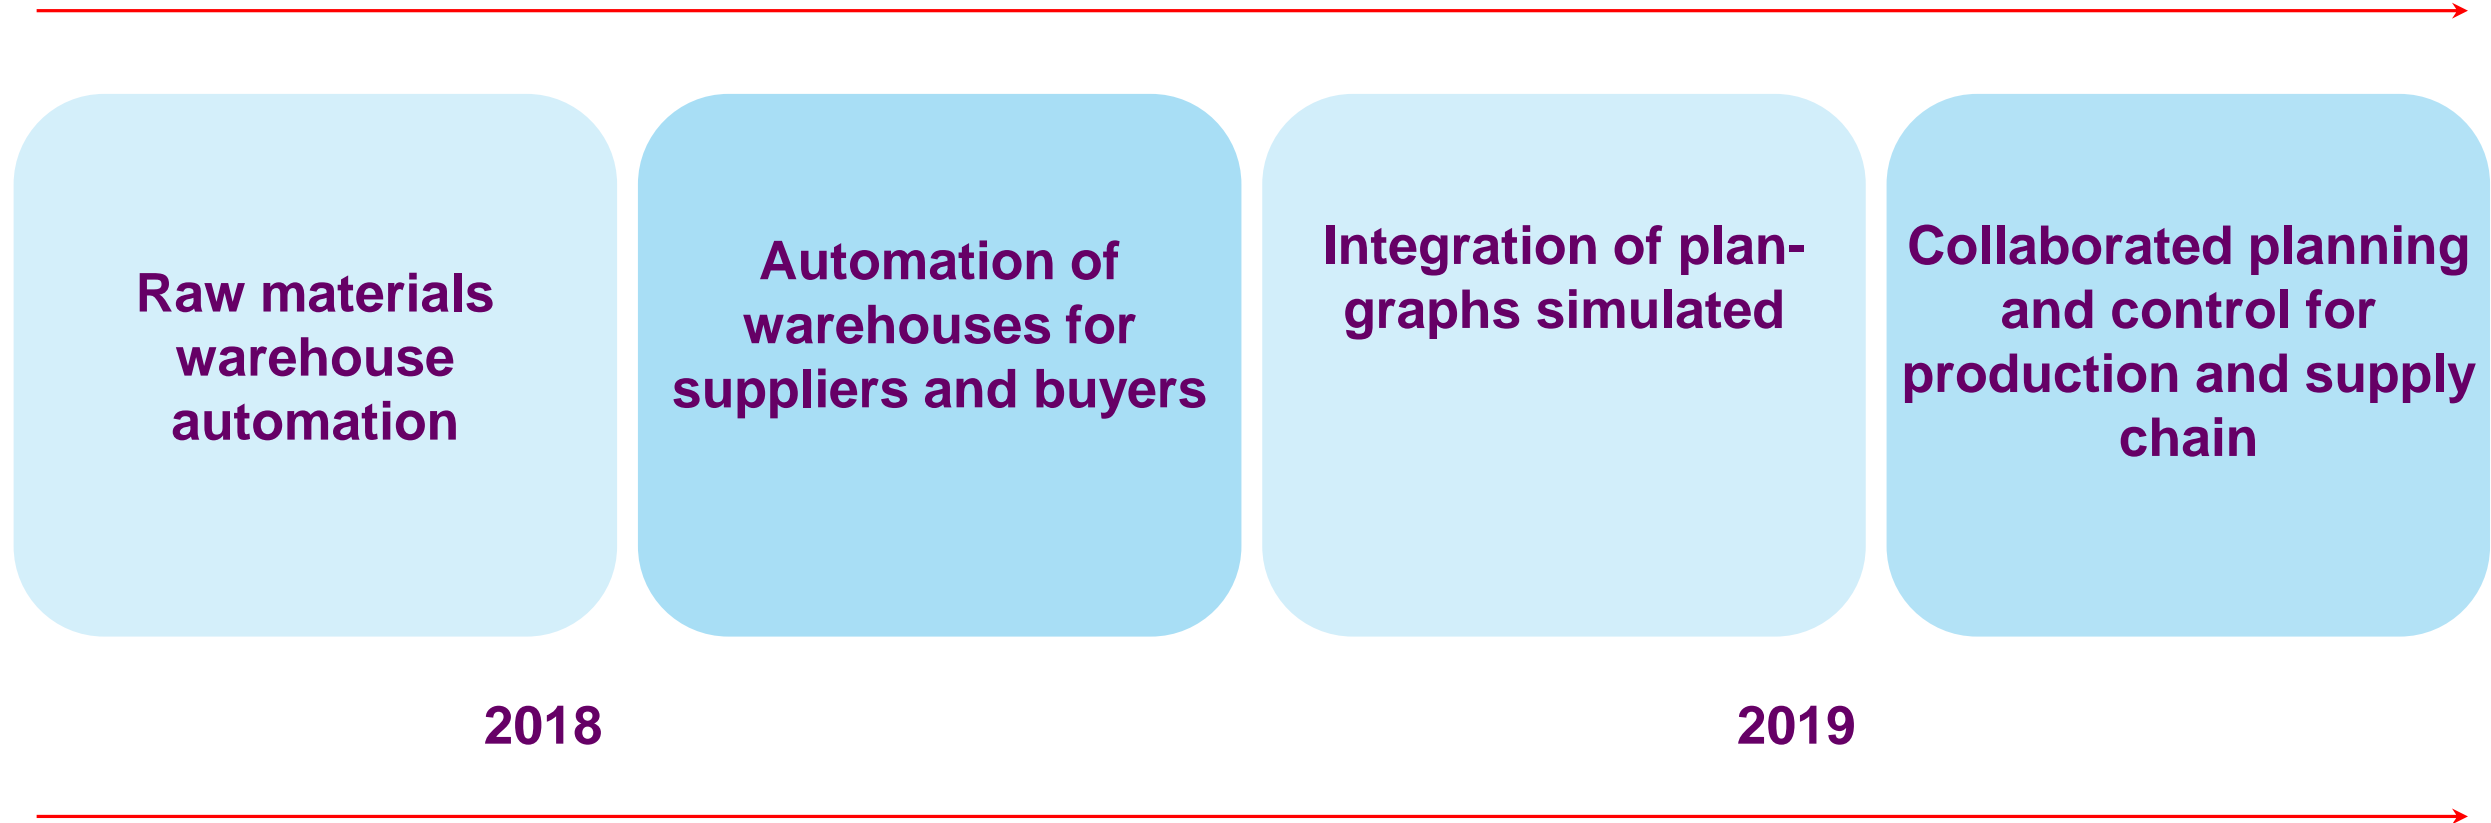 Raw materials
warehouse
automation
Automation of
warehouses for
suppliers and buyers
Integration of plan-
graphs simulated
Collaborated planning
and control for
production and supply
chain
2018
2019